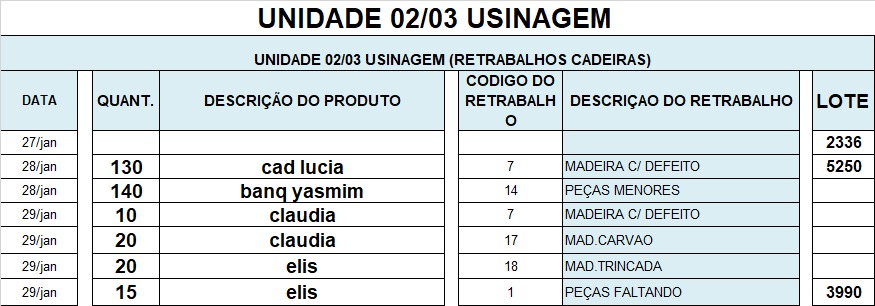 UNIDADE 02/03 USINAGEM
UNIDADE 02/03 USINAGEM (RETRABALHOS CADEIRAS)
DATA QUANT. DESCRIÇÃO DO PRODUTO CODIGO DO RETRABALH O DESCRIÇAO DO RETRABALHO LOTE
27/jan 2336
28/jan 130 cad lucia 7 MADEIRA C/ DEFEITO 5250
28/jan 140 banq yasmim 14 PEÇAS MENORES
29/jan 10 claudia 7 MADEIRA C/ DEFEITO
29/jan 20 claudia 17 MAD.CARVAO
29/jan 20 elis 18 MAD.TRINCADA
29/jan 15 elis 1 PEÇAS FALTANDO 3990